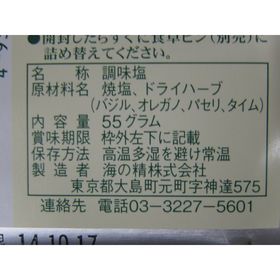 開封したらすぐに食卓ビン(別売)に
詰め替えてください。
名　称　調味塩
原材料名　焼塩、ドライハーブ
(バジル、オレガノ、パセリ、タイム)
内 容 量　55グラム
賞味期限　枠外左下に記載
保存方法　高温多湿を避け常温
製 造 者　海の精株式会社
東京都大島町元町字神達575
連絡先　電話03-3227-5601
14.10.17